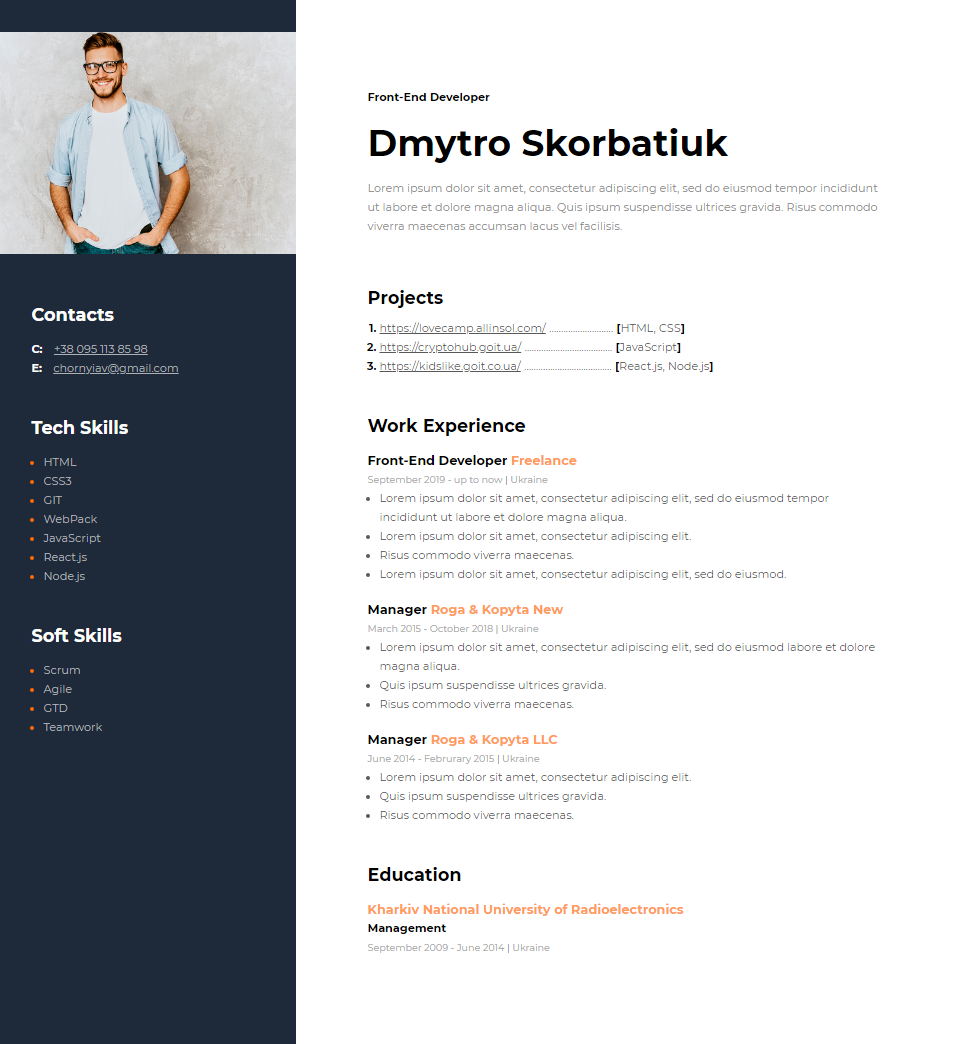 Contacts
C: +38 095 113 85 98
E: chornyiav@gmail.com
Tech Skills
• HTML
• CSS3
• GIT
• WebPack
• JavaScript
• React.js
• Node.js
Soft Skills
• Scrum
• Agile
• GTD
• Teamwork
Front-End Developer
Dmytro Skorbatiuk
Lorem ipsum dolor sit amet, consectetur adipiscing elit, sed do eiusmod tempor incididunt
ut labore et dolore magna aliqua. Quis ipsum suspendisse ultrices gravida. Risus commodo
viverra maecenas accumsan lacus vel facilisis.
Projects
1. https://lovecamp.allinsol.com/ ........................... [HTML, CSS]
2. https://cryptohub.goit.ua/ ..................................... [JavaScript]
3. https://kidslike.goit.co.ua/ ..................................... [React.js, Node.js]
Work Experience
Front-End Developer Freelance
September 2019 - up to now | Ukraine
• Lorem ipsum dolor sit amet, consectetur adipiscing elit, sed do eiusmod tempor
incididunt ut labore et dolore magna aliqua.
• Lorem ipsum dolor sit amet, consectetur adipiscing elit.
• Risus commodo viverra maecenas.
• Lorem ipsum dolor sit amet, consectetur adipiscing elit, sed do eiusmod.
Manager Roga & Kopyta New
March 2015 - October 2018 | Ukraine
• Lorem ipsum dolor sit amet, consectetur adipiscing elit, sed do eiusmod labore et dolore
magna aliqua.
• Quis ipsum suspendisse ultrices gravida.
• Risus commodo viverra maecenas.
Manager Roga & Kopyta LLC
June 2014 - Februrary 2015 | Ukraine
• Lorem ipsum dolor sit amet, consectetur adipiscing elit.
• Quis ipsum suspendisse ultrices gravida.
• Risus commodo viverra maecenas.
Education
Kharkiv National University of Radioelectronics
Management
September 2009 - June 2014 | Ukraine